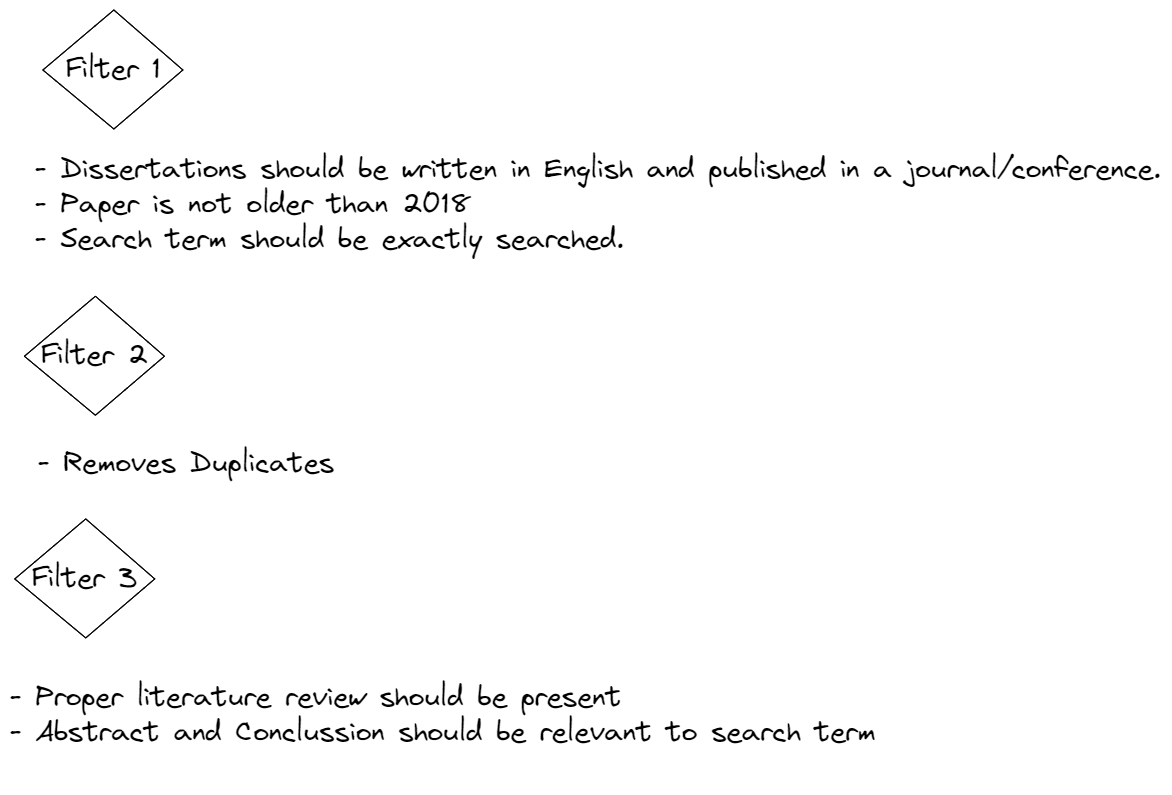 Filter 1
- Dissertations should be written in English and published in a journal/conference.
- Paper is not older than 2018
- Search term should be exactly searched.
Filter 2
- Removes Duplicates
Filter 3
- Proper literature review should be present
- Abstract and Conclussion should be relevant to search term